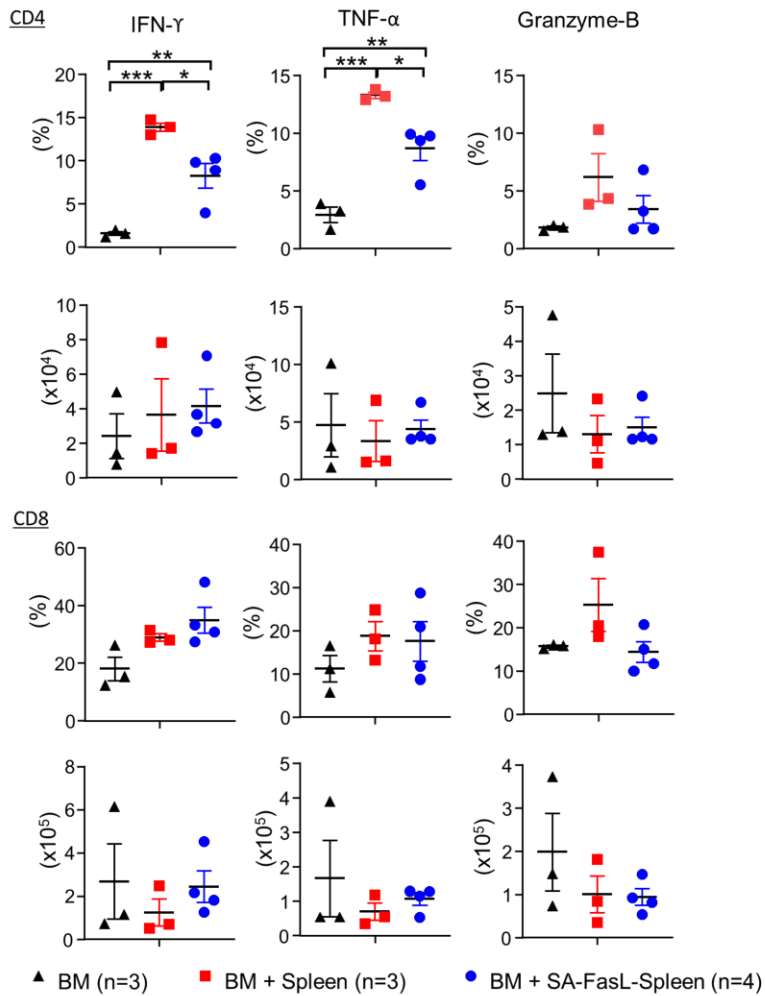 CD4
IFN-ϒ TNF-α Granzyme-B
** **
*** * *** *
20 15 15
15
(%) 10 (%) 10 (%) 10
5 5 5
0 0 0
10 15 5
8 4
(x10⁴) 6 (x10⁴) 10 (x10⁴) 3
4 5 2
2 1
0 0 0
CD8
60 40 40
(%) 40 (%) 30 (%) 30
20 20 20
10 10
0 0 0
8 5 4
6 4 3
(x10⁵) 4 (x10⁵) 3 (x10⁵) 2
2 2 1
1
0 0 0
BM (n=3) BM + Spleen (n=3) BM + SA-FasL-Spleen (n=4)